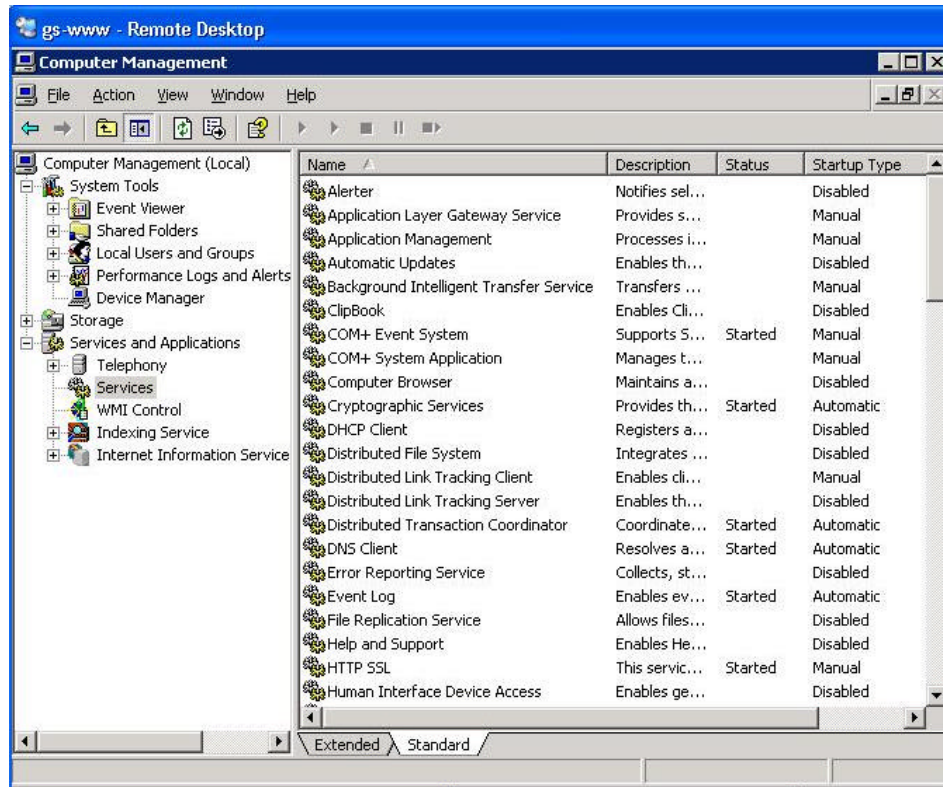 gs-www - Remote Desktop
Computer Management
File Action View Window Help
Computer Management (Local)
System Tools
Event Viewer
Shared Folders
Local Users and Groups
Performance Logs and Alerts
Device Manager
Storage
Services and Applications
Telephony
Services
WMI Control
Indexing Service
Internet Information Service
Name Description Status Startup Type
Alerter Notifies sel... Disabled
Application Layer Gateway Service Provides s... Manual
Application Management Processes i... Manual
Automatic Updates Enables th... Disabled
Background Intelligent Transfer Service Transfers ... Manual
ClipBook Enables Cli... Disabled
COM+ Event System Supports S... Started Manual
COM+ System Application Manages t... Manual
Computer Browser Maintains a... Disabled
Cryptographic Services Provides th... Started Automatic
DHCP Client Registers a... Disabled
Distributed File System Integrates ... Disabled
Distributed Link Tracking Client Enables cli... Manual
Distributed Link Tracking Server Enables th... Disabled
Distributed Transaction Coordinator Coordinate... Started Automatic
DNS Client Resolves a... Started Automatic
Error Reporting Service Collects, st... Disabled
Event Log Enables ev... Started Automatic
File Replication Service Allows files... Disabled
Help and Support Enables He... Disabled
HTTP SSL This servic... Started Manual
Human Interface Device Access Enables ge... Disabled
Extended Standard